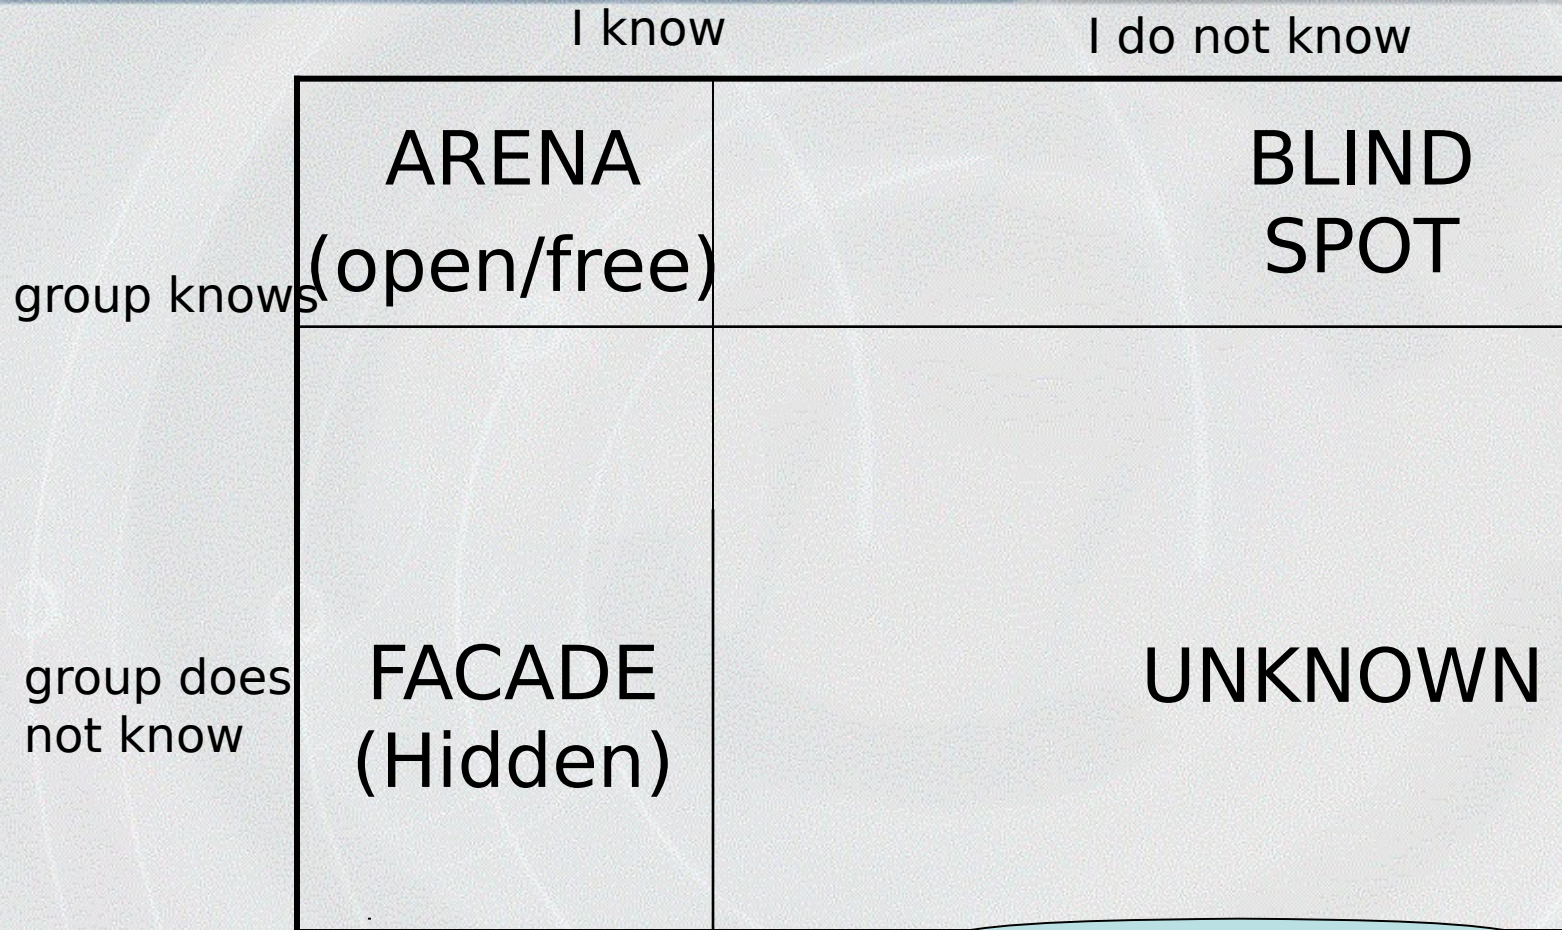 I know
I do not know
ARENA
(open/free)
BLIND
SPOT
group knows
FACADE
(Hidden)
UNKNOWN
group does
not know